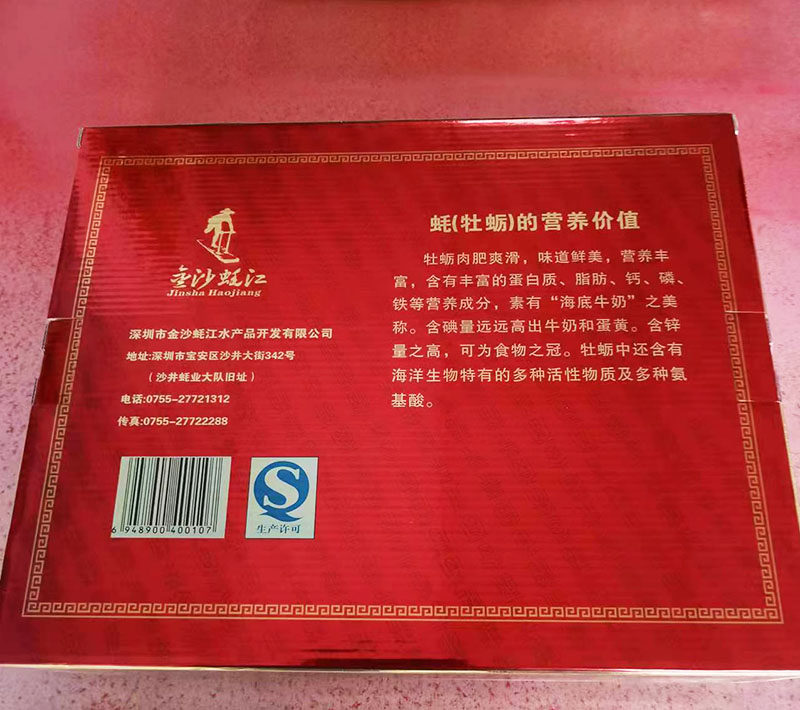 金沙蚝江
Jinsha Haojiang
深圳市金沙蚝江水产品开发有限公司
地址:深圳市宝安区沙井大街342号
(沙井蚝业大队旧址)
电话:0755-27721312
传真:0755-27722288
6 948900 400107
S
生产许可
蚝(牡蛎)的营养价值
牡蛎肉肥爽滑，味道鲜美，营养丰
富，含有丰富的蛋白质、脂肪、钙、磷、
铁等营养成分，素有“海底牛奶”之美
称。含碘量远远高出牛奶和蛋黄。含锌
量之高，可为食物之冠。牡蛎中还含有
海洋生物特有的多种活性物质及多种氨
基酸。